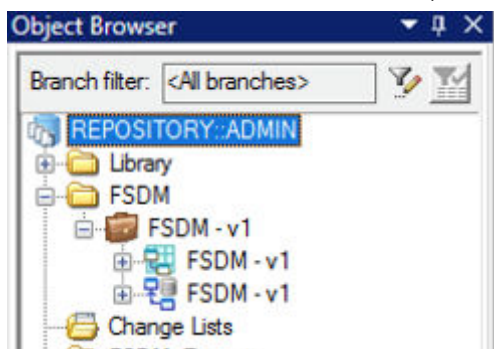 Object Browser
Branch filter: <All branches>
REPOSITORY::ADMIN
Library
FSDM
FSDM - v1
FSDM - v1
FSDM - v1
Change Lists